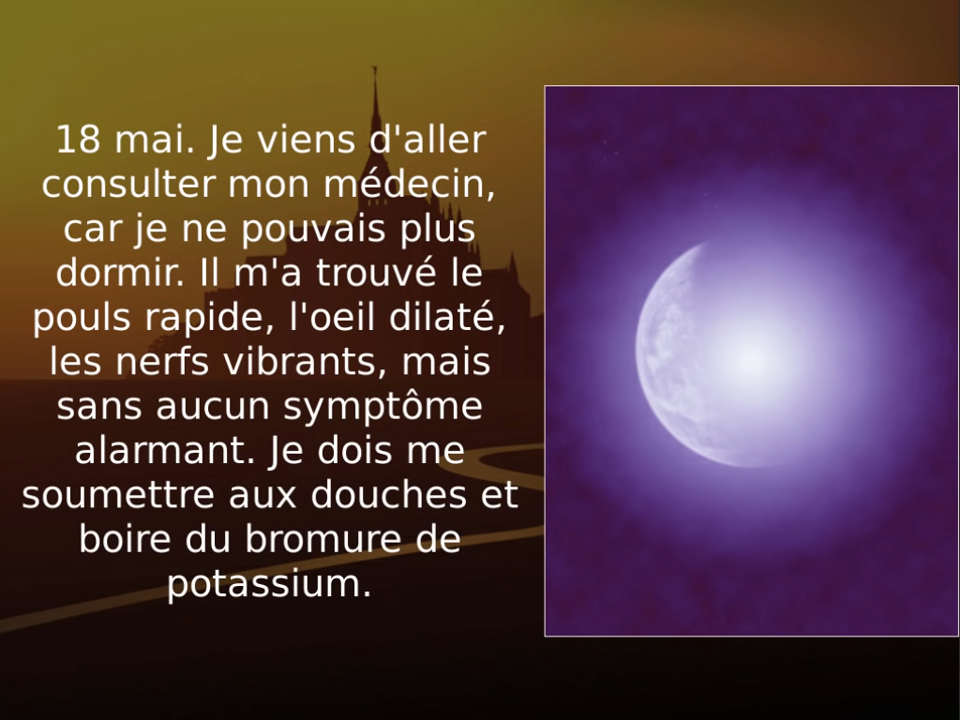 18 mai. Je viens d'aller
consulter mon médecin,
car je ne pouvais plus
dormir. Il m'a trouvé le
pouls rapide, l'oeil dilaté,
les nerfs vibrants, mais
sans aucun symptôme
alarmant. Je dois me
soumettre aux douches et
boire du bromure de
potassium.